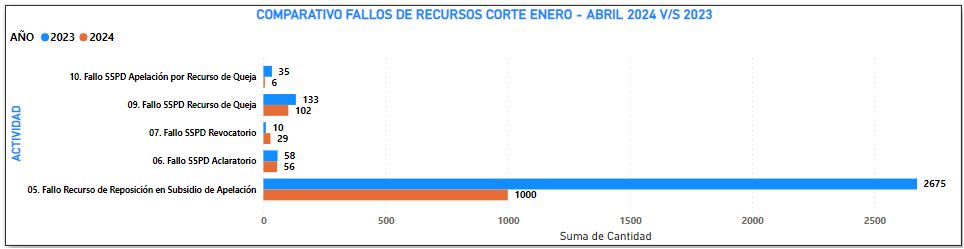 COMPARATIVO FALLOS DE RECURSOS CORTE ENERO - ABRIL 2024 V/S 2023
AÑO 2023 2024
ACTIVIDAD
10. Fallo SSPD Apelación por Recurso de Queja 35
6
09. Fallo SSPD Recurso de Queja 133
102
07. Fallo SSPD Revocatorio 10
29
06. Fallo SSPD Aclaratorio 58
56
05. Fallo Recurso de Reposición en Subsidio de Apelación 2675
1000
0 500 1000 1500 2000 2500
Suma de Cantidad